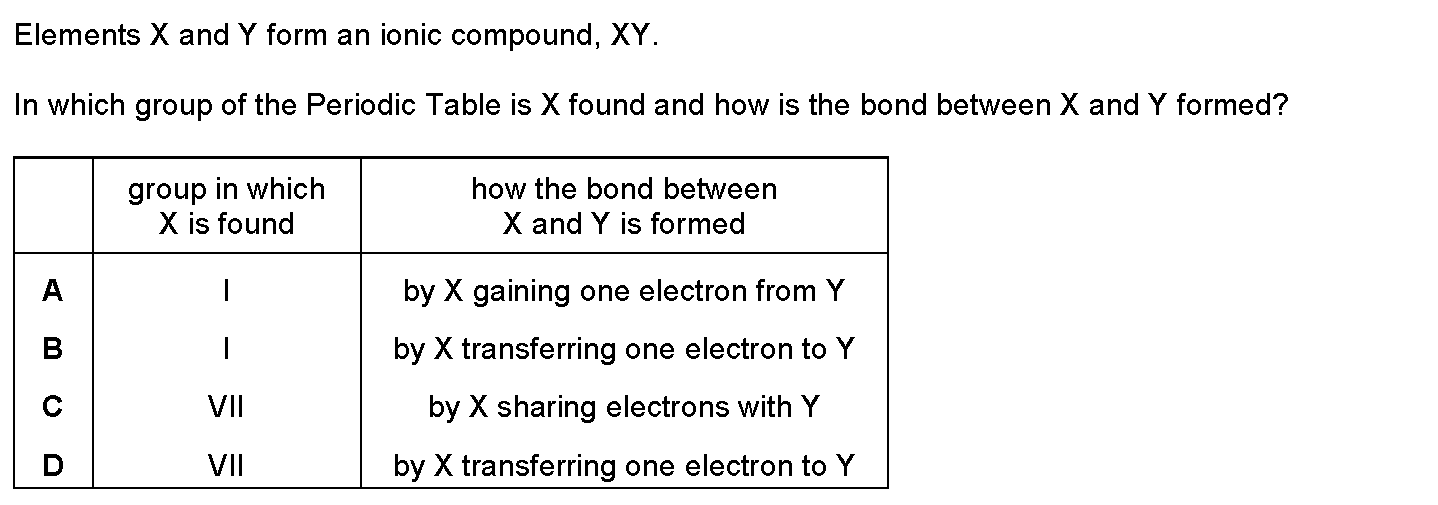 Elements X and Y form an ionic compound, XY.
In which group of the Periodic Table is X found and how is the bond between X and Y formed?
group in which how the bond between
X is found X and Y is formed
A I by X gaining one electron from Y
B I by X transferring one electron to Y
C VII by X sharing electrons with Y
D VII by X transferring one electron to Y